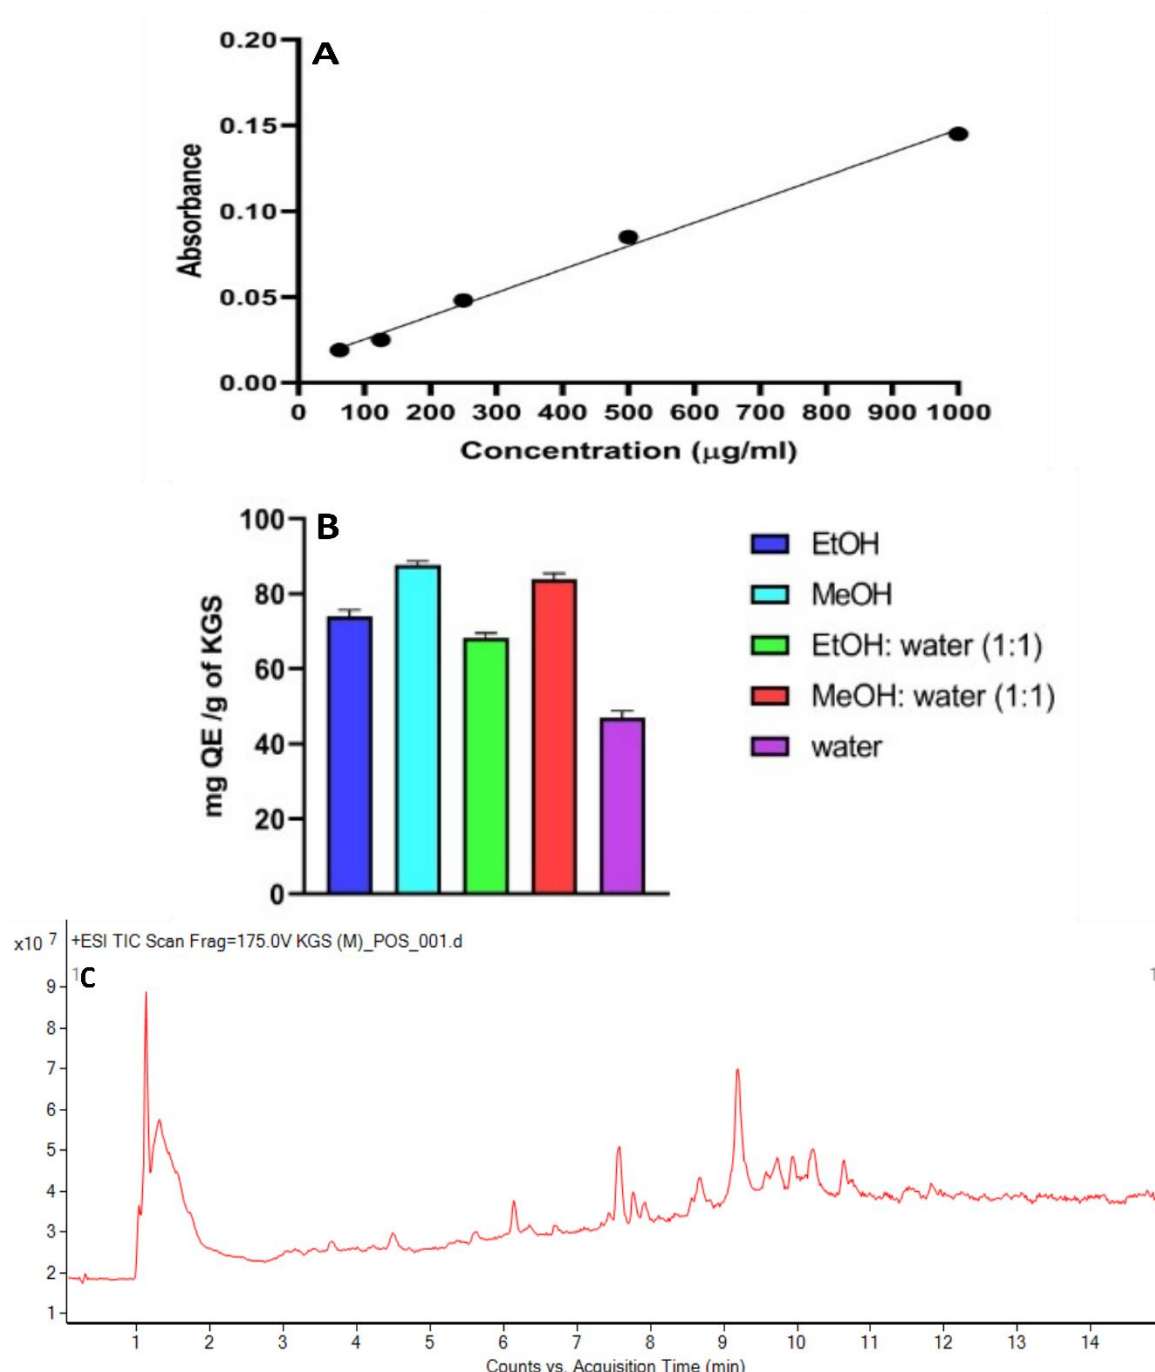 A
0.20
0.15
0.10
0.05
0.00
Absorbance
0 100 200 300 400 500 600 700 800 900 1000
Concentration (µg/ml)
B
100
80
60
40
20
0
mg QE /g of KGS
EtOH
MeOH
EtOH: water (1:1)
MeOH: water (1:1)
water
x10 7
+ESI TIC Scan Frag=175.0V KGS (M)_POS_001.d
1
C
1
9
8
7
6
5
4
3
2
1
1 2 3 4 5 6 7 8 9 10 11 12 13 14
Counts vs. Acquisition Time (min)